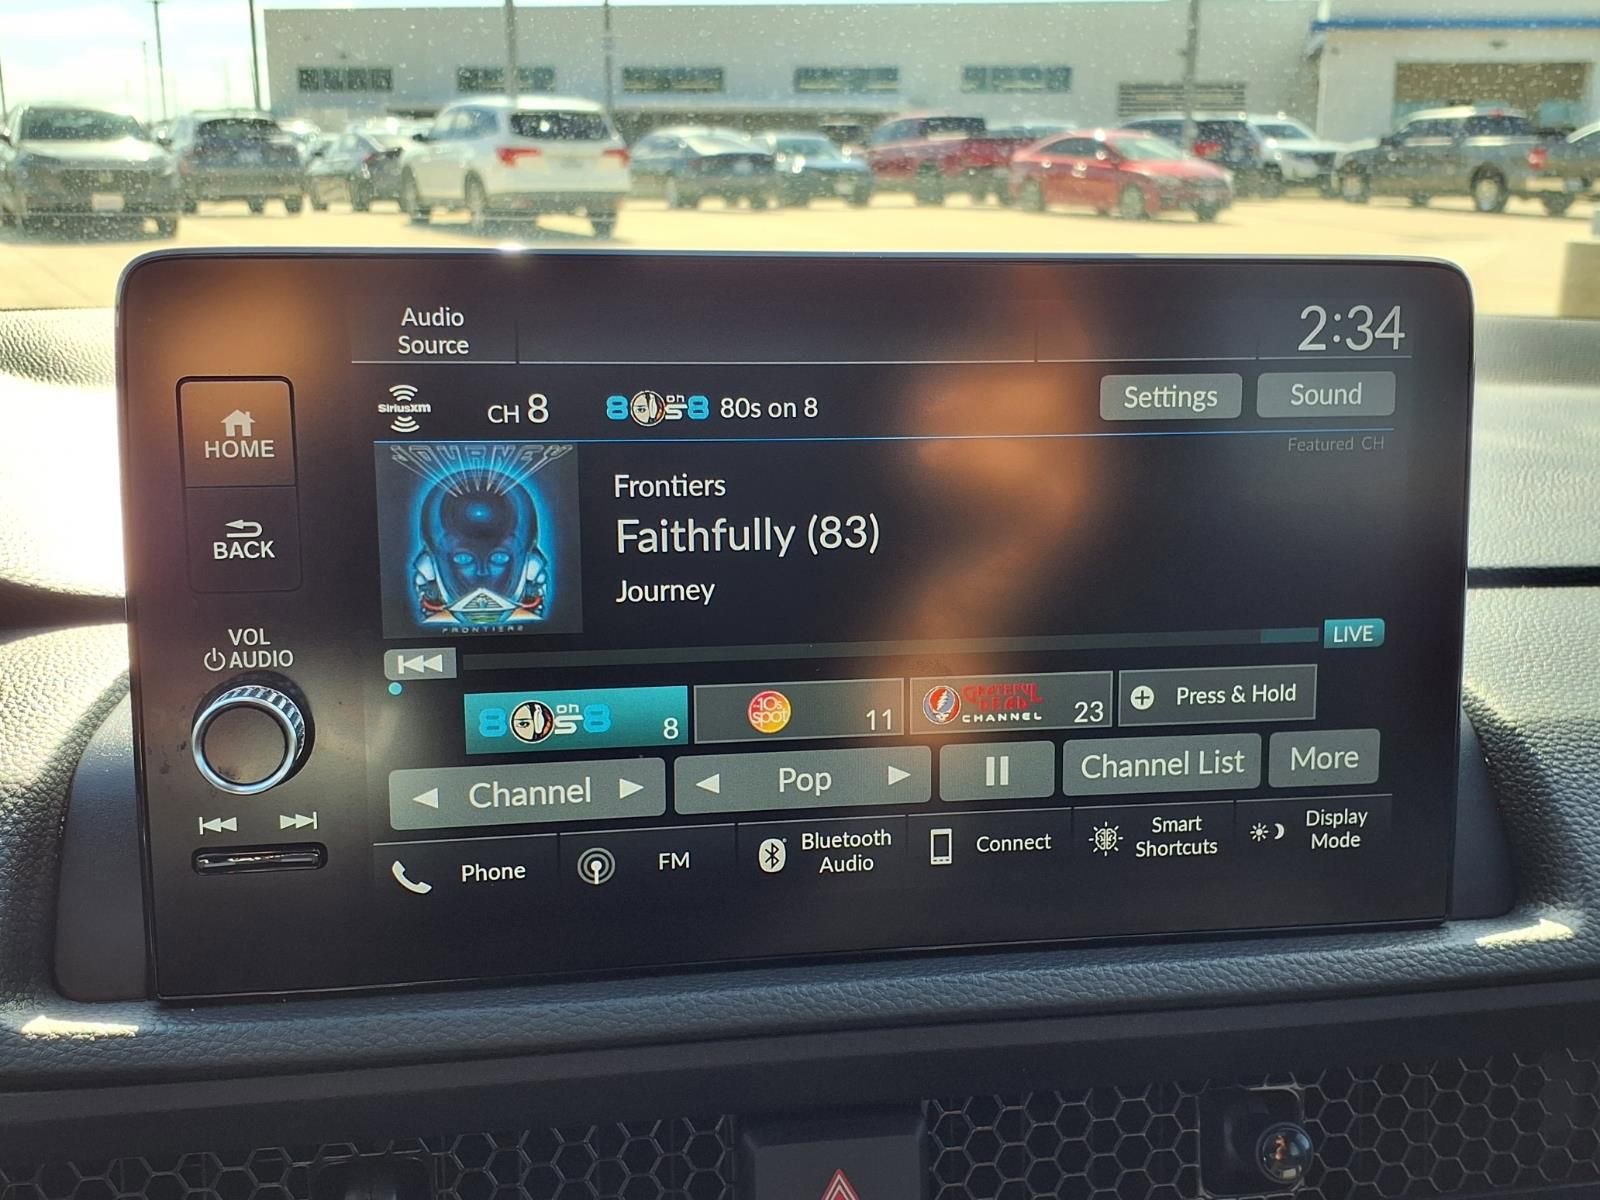 Audio
Source
2:34
SiriusXM
CH 8
8Os on 8
80s on 8
Settings
Sound
Featured CH
HOME
BACK
JOURNEY
FRONTIERS
Frontiers
Faithfully (83)
Journey
LIVE
VOL
AUDIO
8Os on 8
8
10s
spot
11
GRATEFUL
DEAD
CHANNEL
23
Press & Hold
Channel
Pop
Channel List
More
Phone
FM
Bluetooth
Audio
Connect
Smart
Shortcuts
Display
Mode